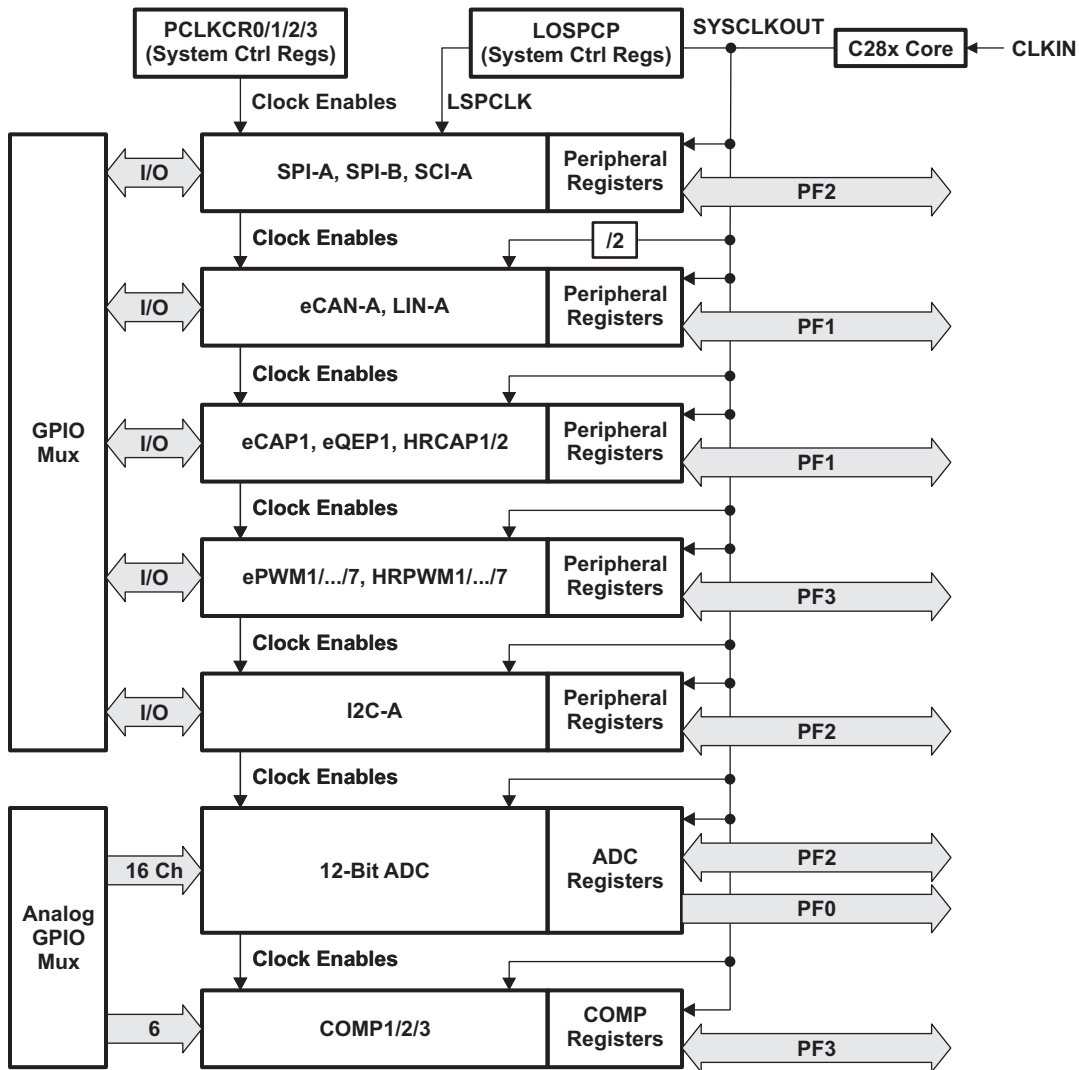 PCLKCR0/1/2/3
(System Ctrl Regs)
LOSPCP
(System Ctrl Regs)
SYSCLKOUT
C28x Core
CLKIN
Clock Enables
LSPCLK
I/O
SPI-A, SPI-B, SCI-A
Peripheral
Registers
PF2
Clock Enables
/2
I/O
eCAN-A, LIN-A
Peripheral
Registers
PF1
Clock Enables
GPIO
Mux
I/O
eCAP1, eQEP1, HRCAP1/2
Peripheral
Registers
PF1
Clock Enables
I/O
ePWM1/.../7, HRPWM1/.../7
Peripheral
Registers
PF3
Clock Enables
I/O
I2C-A
Peripheral
Registers
PF2
Clock Enables
Analog
GPIO
Mux
16 Ch
12-Bit ADC
ADC
Registers
PF2
PF0
Clock Enables
6
COMP1/2/3
COMP
Registers
PF3